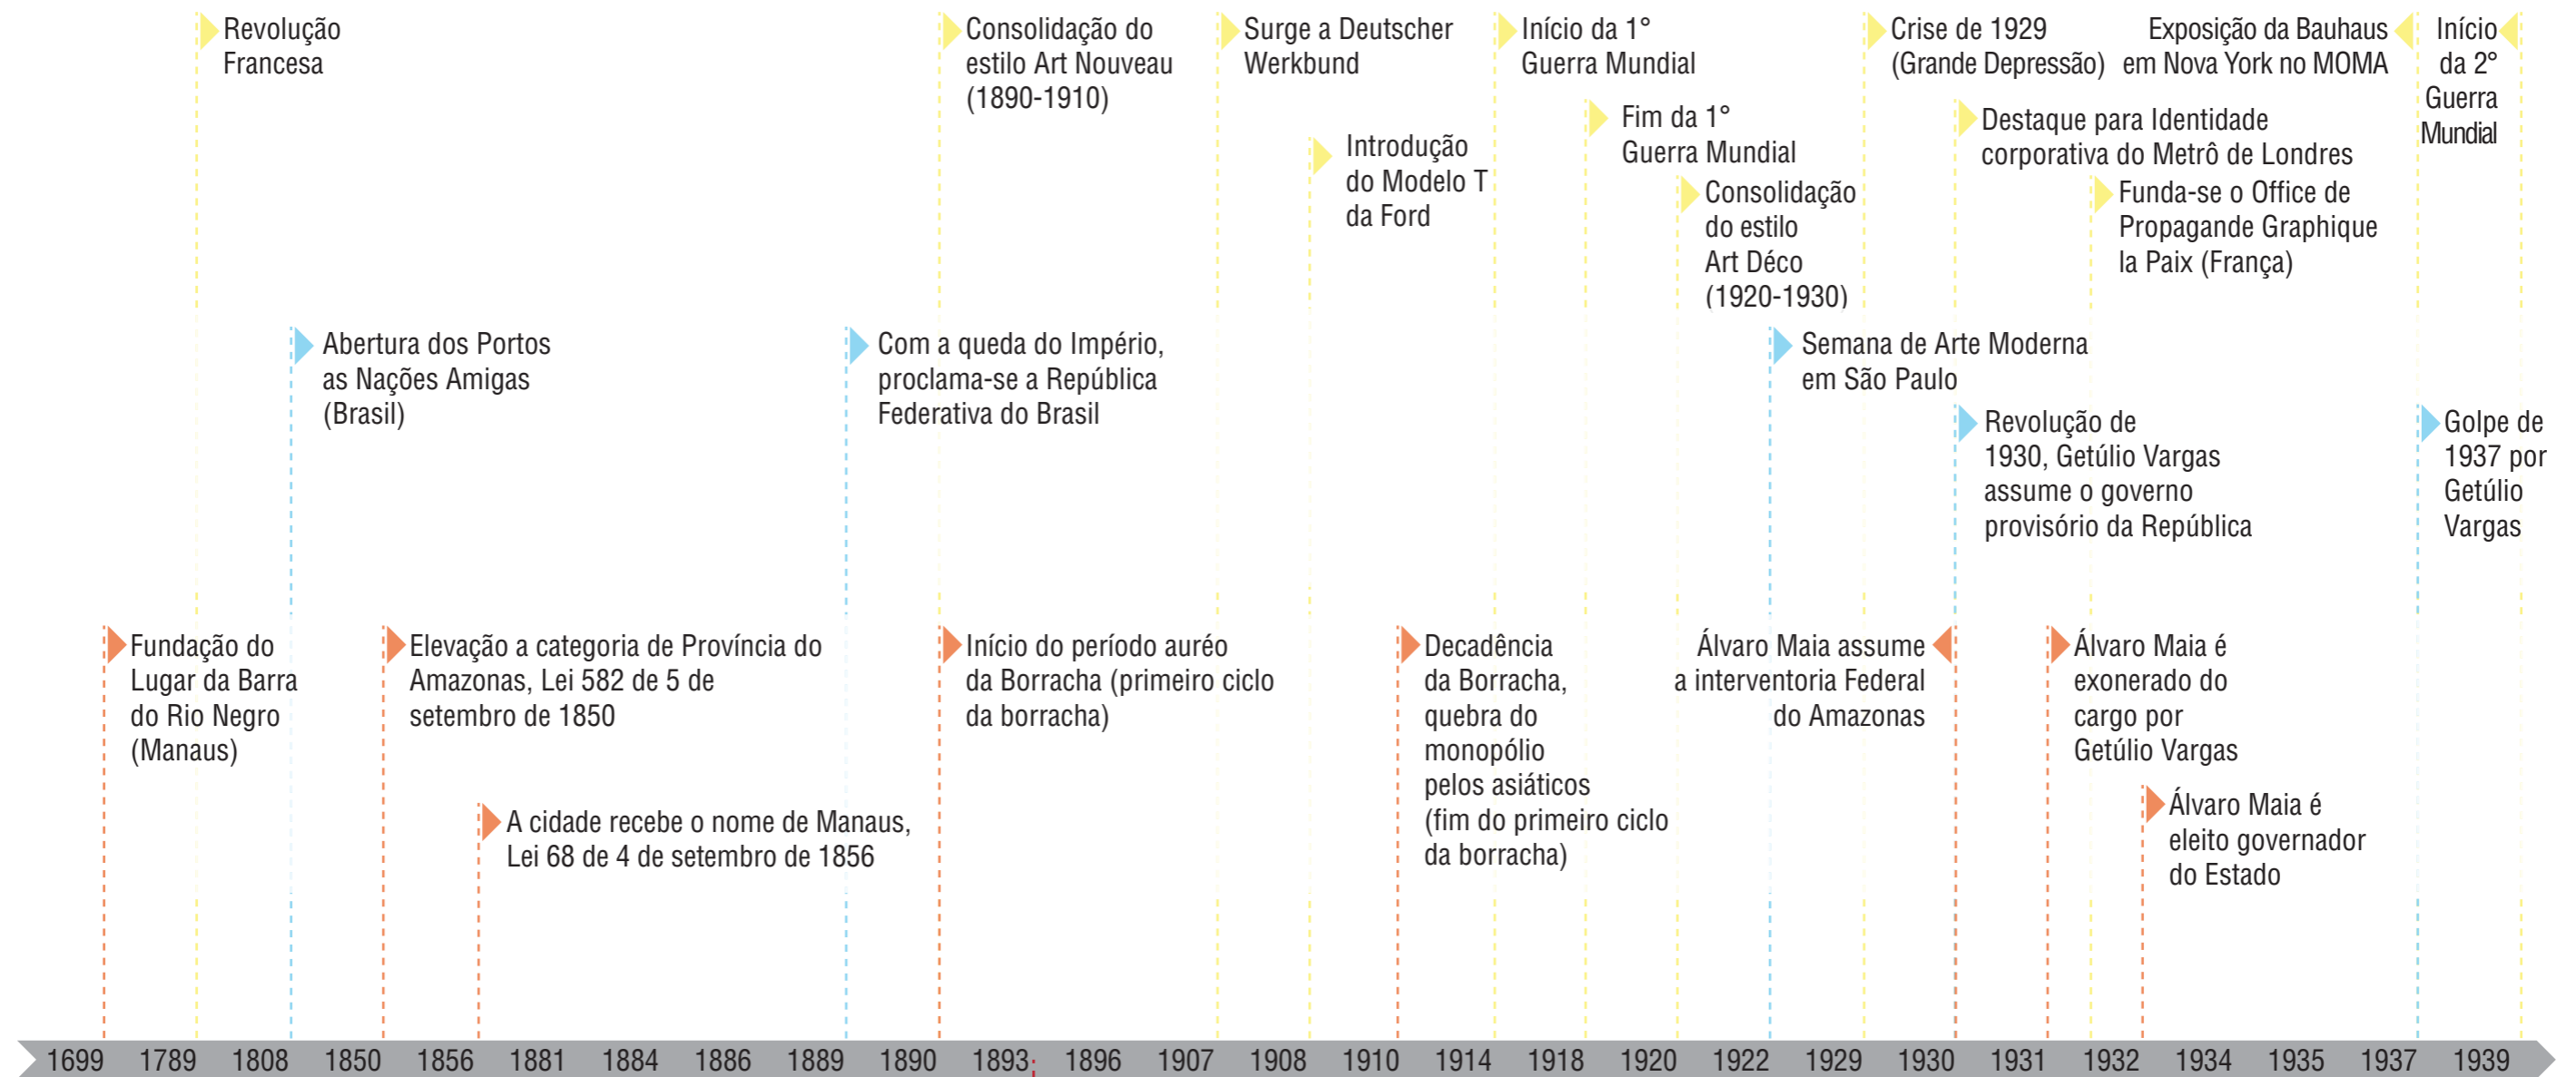 Revolução
Francesa
Consolidação do
estilo Art Nouveau
(1890-1910)
Surge a Deutscher
Werkbund
Introdução
do Modelo T
da Ford
Início da 1°
Guerra Mundial
Fim da 1°
Guerra Mundial
Consolidação
do estilo
Art Déco
(1920-1930)
Crise de 1929
(Grande Depressão)
Destaque para Identidade
corporativa do Metrô de Londres
Funda-se o Office de
Propagande Graphique
la Paix (França)
Exposição da Bauhaus
em Nova York no MOMA
Início
da 2°
Guerra
Mundial
Abertura dos Portos
as Nações Amigas
(Brasil)
Com a queda do Império,
proclama-se a República
Federativa do Brasil
Semana de Arte Moderna
em São Paulo
Revolução de
1930, Getúlio Vargas
assume o governo
provisório da República
Golpe de
1937 por
Getúlio
Vargas
Fundação do
Lugar da Barra
do Rio Negro
(Manaus)
Elevação a categoria de Província do
Amazonas, Lei 582 de 5 de
setembro de 1850
A cidade recebe o nome de Manaus,
Lei 68 de 4 de setembro de 1856
Início do período auréo
da Borracha (primeiro ciclo
da borracha)
Decadência
da Borracha,
quebra do
monopólio
pelos asiáticos
(fim do primeiro ciclo
da borracha)
Álvaro Maia assume
a interventoria Federal
do Amazonas
Álvaro Maia é
exonerado do
cargo por
Getúlio Vargas
Álvaro Maia é
eleito governador
do Estado
1699 1789 1808 1850 1856 1881 1884 1886 1889 1890 1893 1896 1907 1908 1910 1914 1918 1920 1922 1929 1930 1931 1932 1934 1935 1937 1939